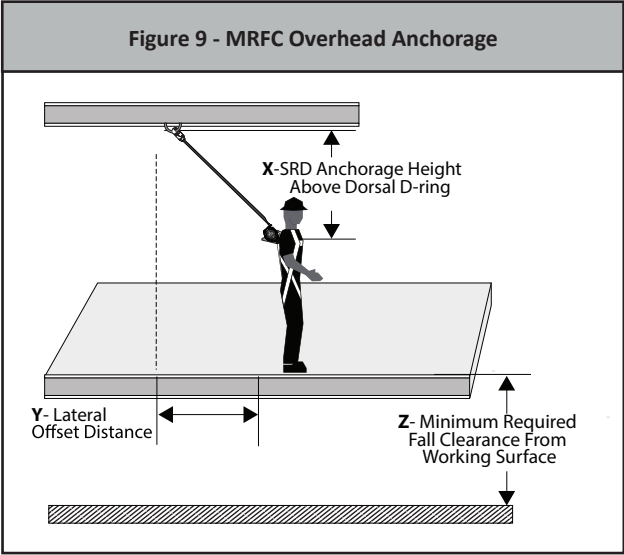 Figure 9 - MRFC Overhead Anchorage
X-SRD Anchorage Height
Above Dorsal D-ring
Y- Lateral
Offset Distance
Z- Minimum Required
Fall Clearance From
Working Surface